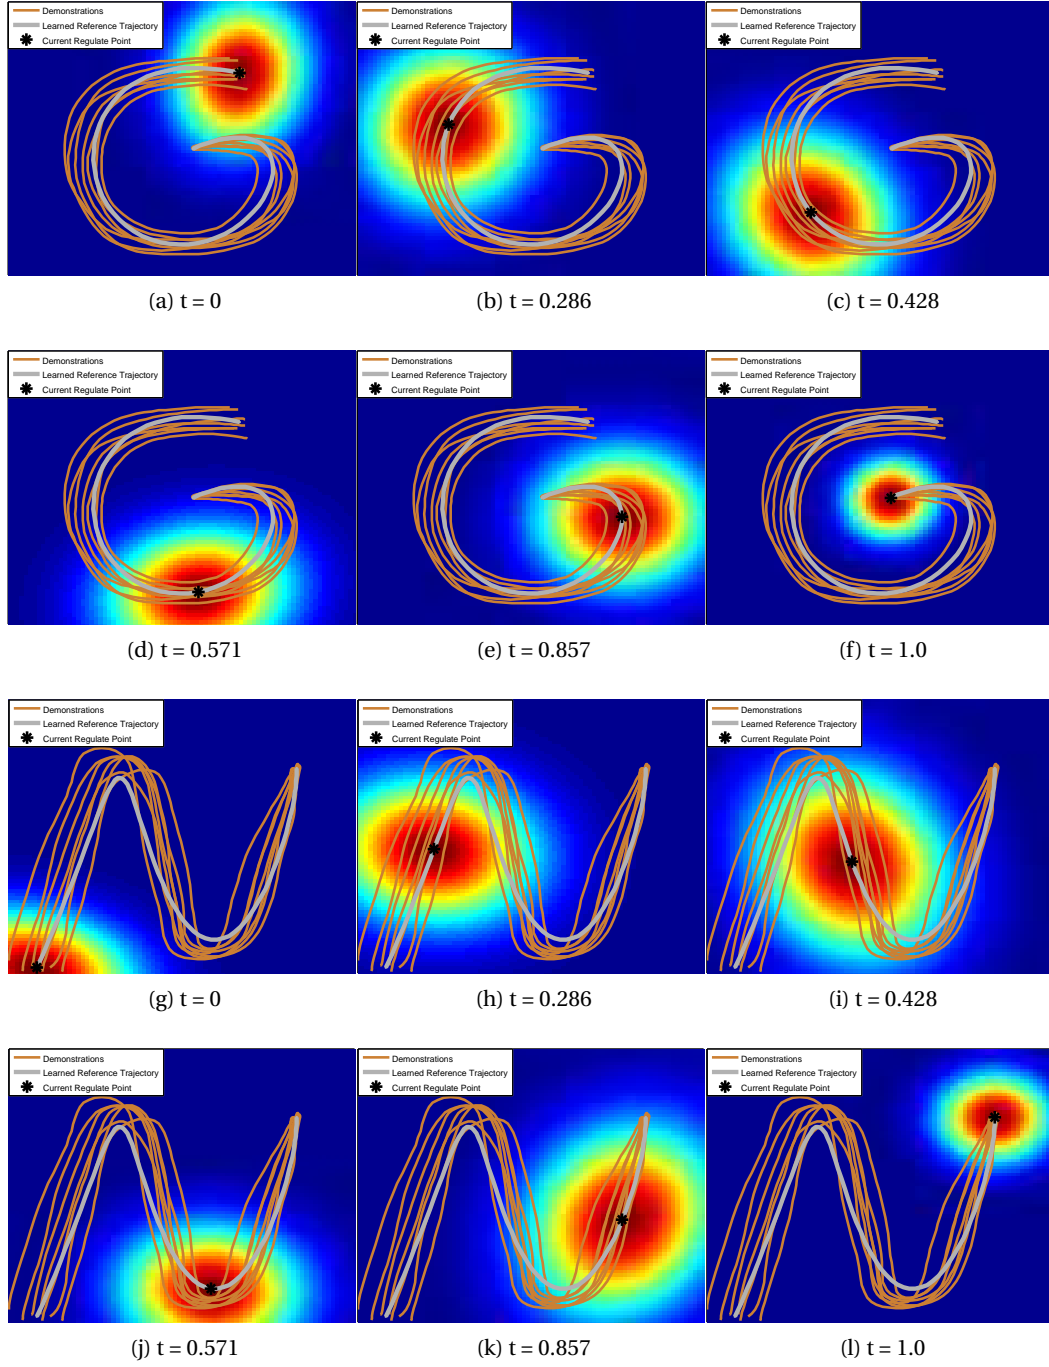 Demonstrations
Learned Reference Trajectory
Current Regulate Point
Demonstrations
Learned Reference Trajectory
Current Regulate Point
Demonstrations
Learned Reference Trajectory
Current Regulate Point
(a) t = 0
(b) t = 0.286
(c) t = 0.428
Demonstrations
Learned Reference Trajectory
Current Regulate Point
Demonstrations
Learned Reference Trajectory
Current Regulate Point
Demonstrations
Learned Reference Trajectory
Current Regulate Point
(d) t = 0.571
(e) t = 0.857
(f) t = 1.0
Demonstrations
Learned Reference Trajectory
Current Regulate Point
Demonstrations
Learned Reference Trajectory
Current Regulate Point
Demonstrations
Learned Reference Trajectory
Current Regulate Point
(g) t = 0
(h) t = 0.286
(i) t = 0.428
Demonstrations
Learned Reference Trajectory
Current Regulate Point
Demonstrations
Learned Reference Trajectory
Current Regulate Point
Demonstrations
Learned Reference Trajectory
Current Regulate Point
(j) t = 0.571
(k) t = 0.857
(l) t = 1.0